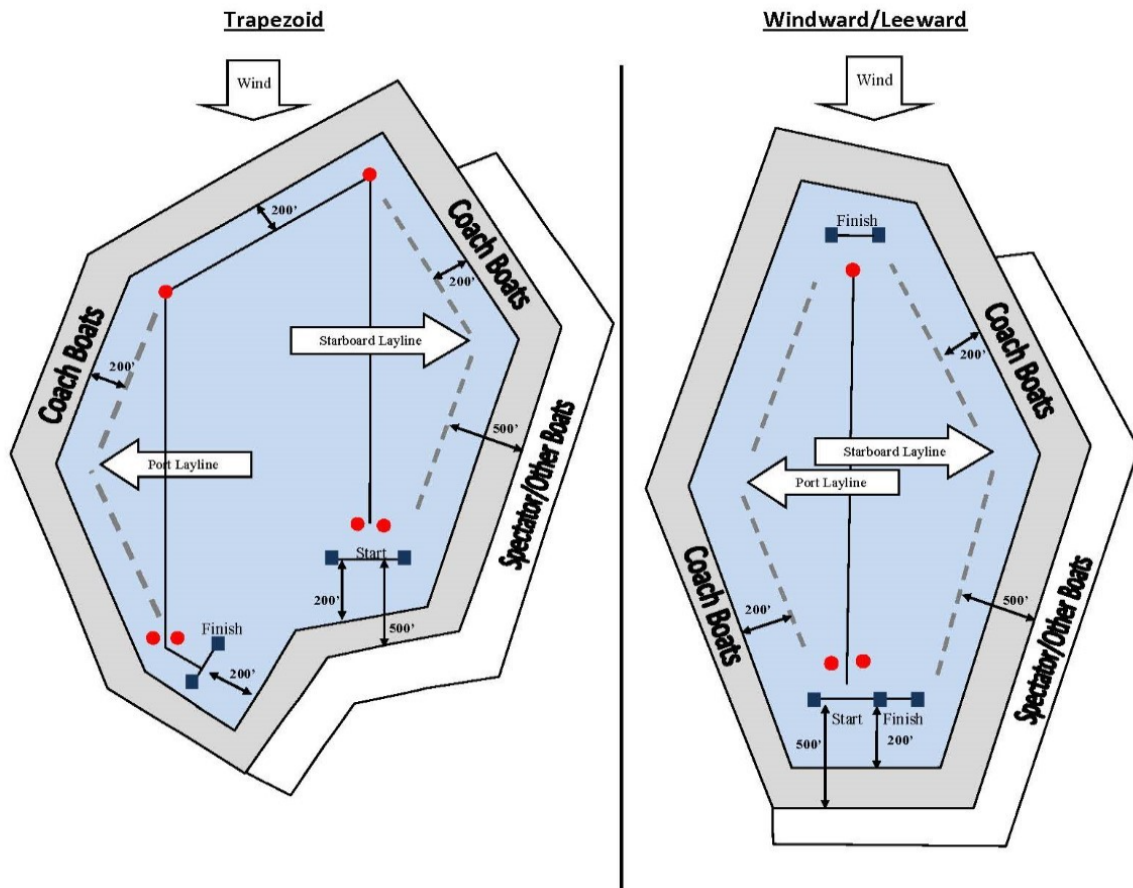 Trapezoid
Wind
200'
Coach Boats
200'
Starboard Layline
Coach Boats
200'
Port Layline
500'
Spectator/Other Boats
Start
200'
500'
Finish
200'
Windward/Leeward
Wind
Finish
Coach Boats
200'
Starboard Layline
Port Layline
Coach Boats
200'
500'
Spectator/Other Boats
Start
Finish
500'
200'